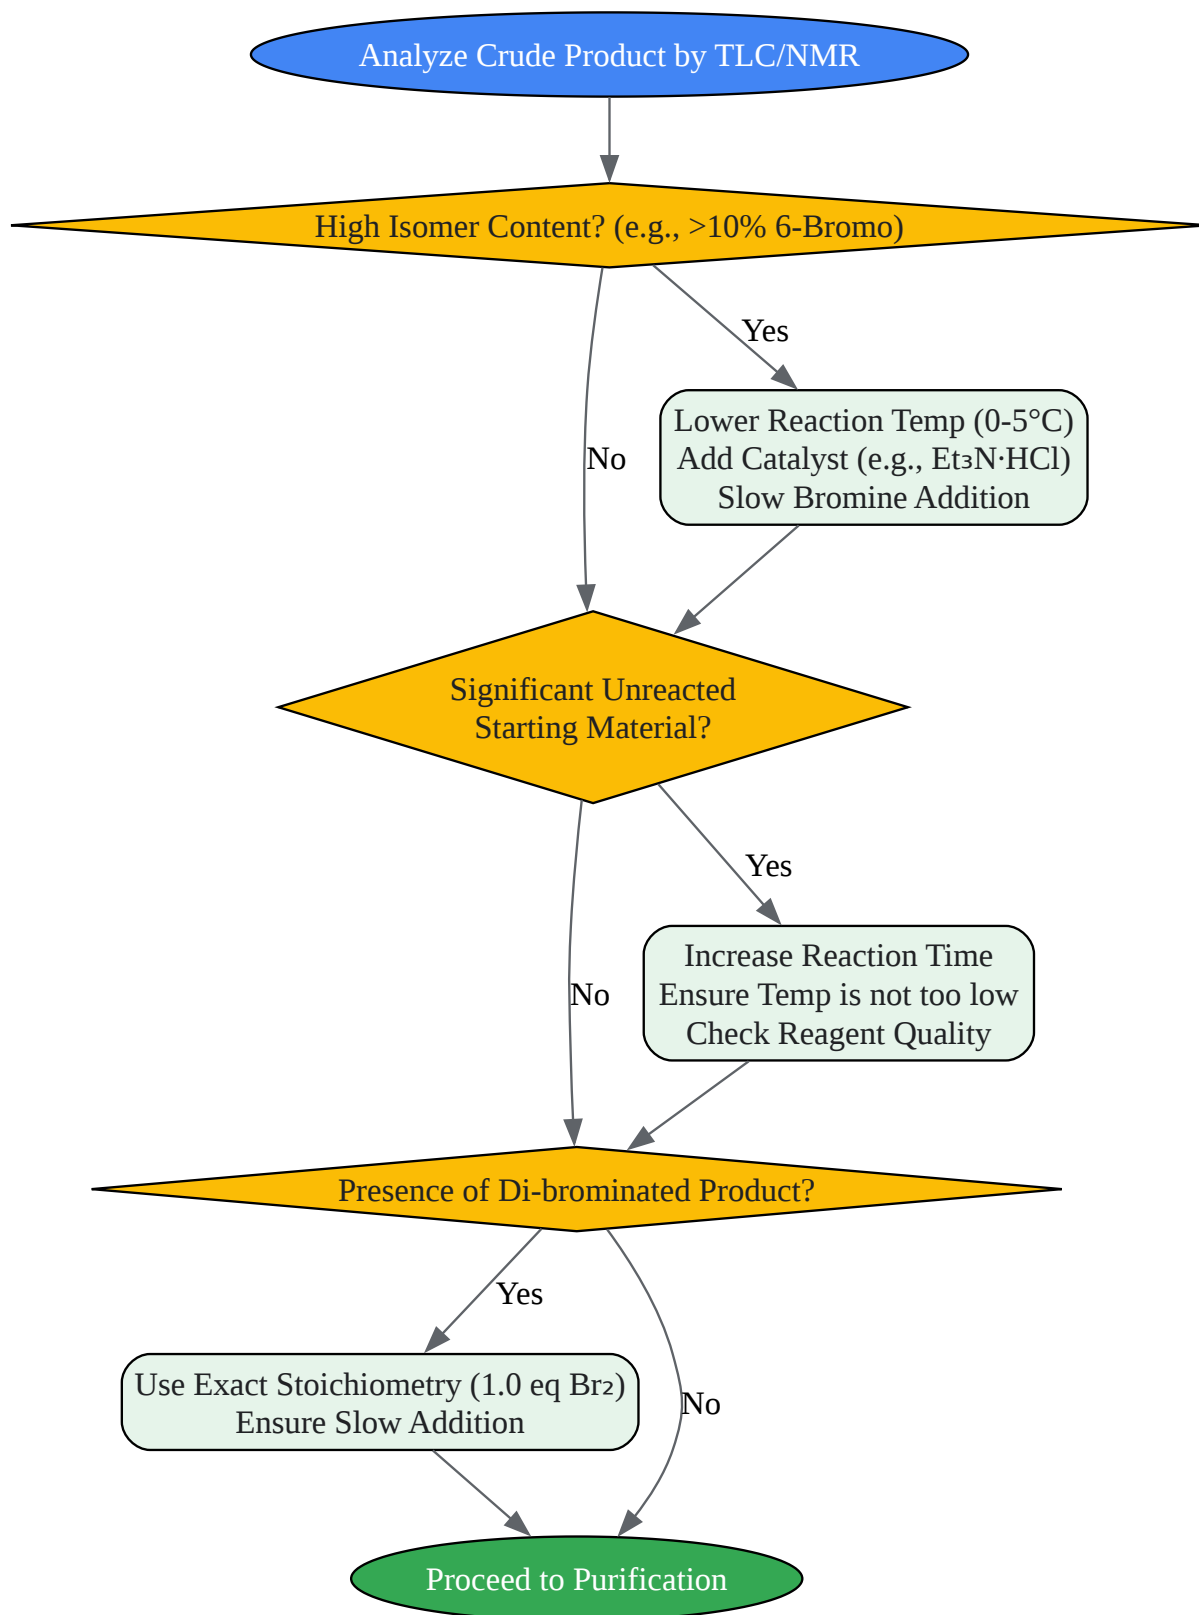 Analyze Crude Product by TLC/NMR
High Isomer Content? (e.g., >10% 6-Bromo)
Yes
Lower Reaction Temp (0-5°C)
Add Catalyst (e.g., Et₃N·HCl)
Slow Bromine Addition
No
Significant Unreacted
Starting Material?
Yes
Increase Reaction Time
Ensure Temp is not too low
Check Reagent Quality
No
Presence of Di-brominated Product?
Yes
Use Exact Stoichiometry (1.0 eq Br₂)
Ensure Slow Addition
No
Proceed to Purification